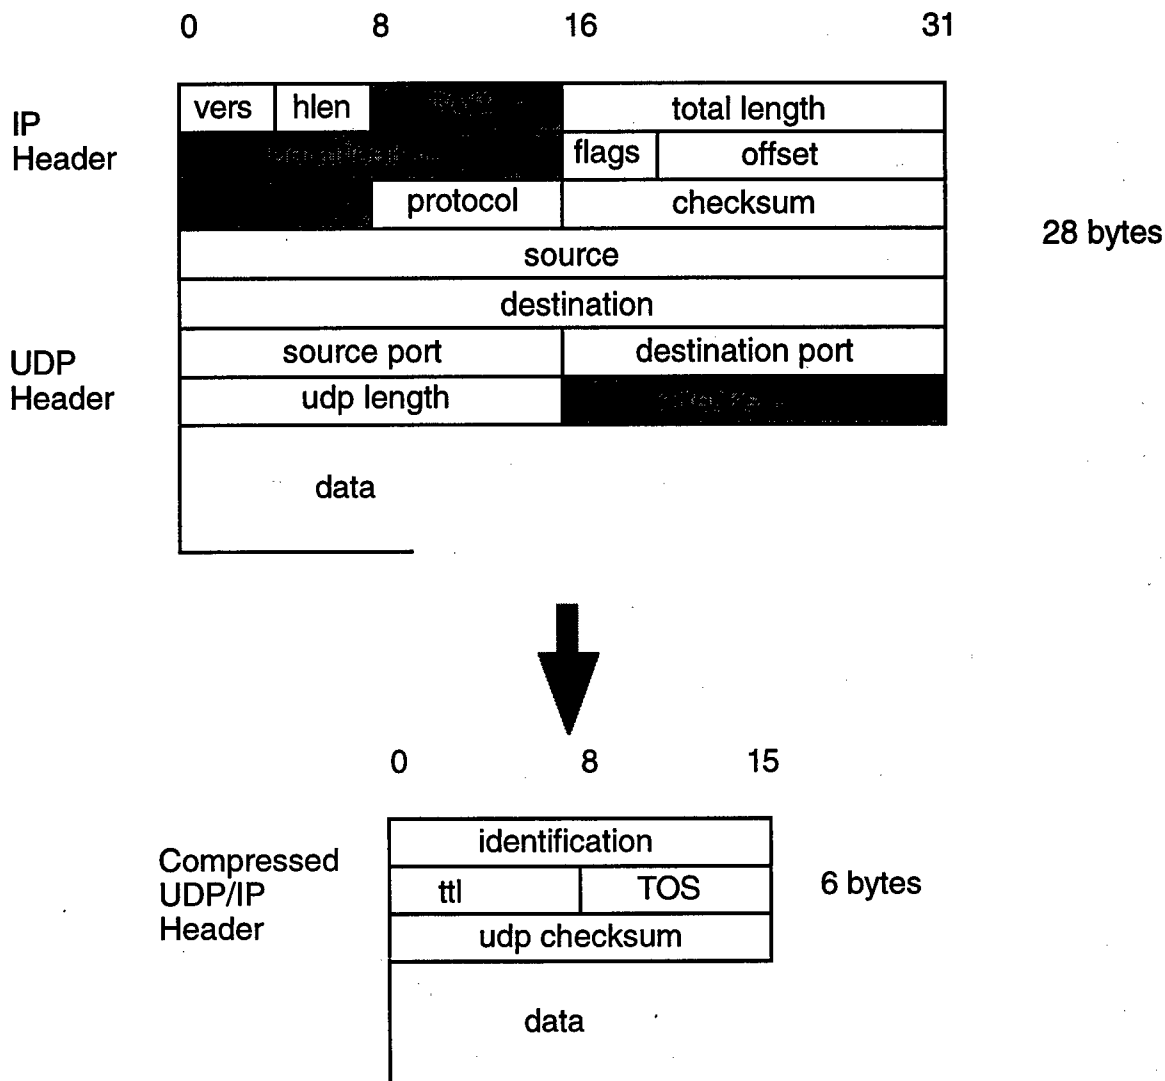 0 8 16 31
IP
Header
vers hlen total length
flags offset
protocol checksum
28 bytes
source
destination
UDP
Header
source port destination port
udp length
data
0 8 15
Compressed
UDP/IP
Header
identification
ttl TOS
6 bytes
udp checksum
data